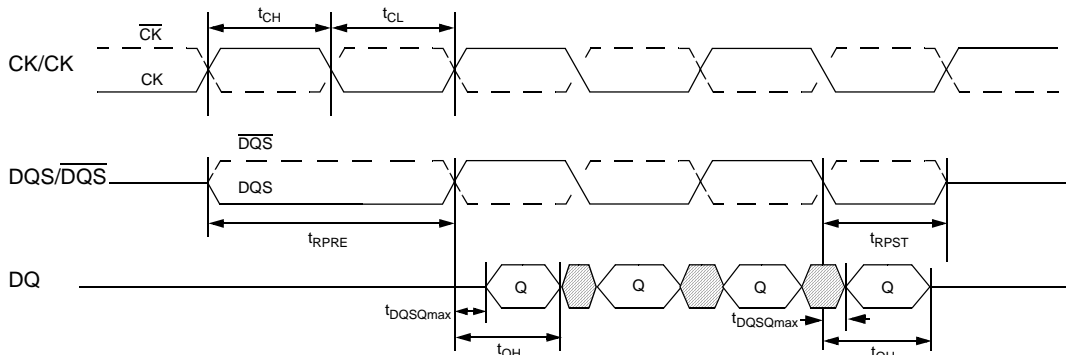 tCH
tCL
CK
CK/CK
CK
DQS
DQS/DQS
DQS
tRPRE
tRPST
DQ
Q
Q
Q
Q
tDQSQmax
tDQSQmax
tQH
tQH